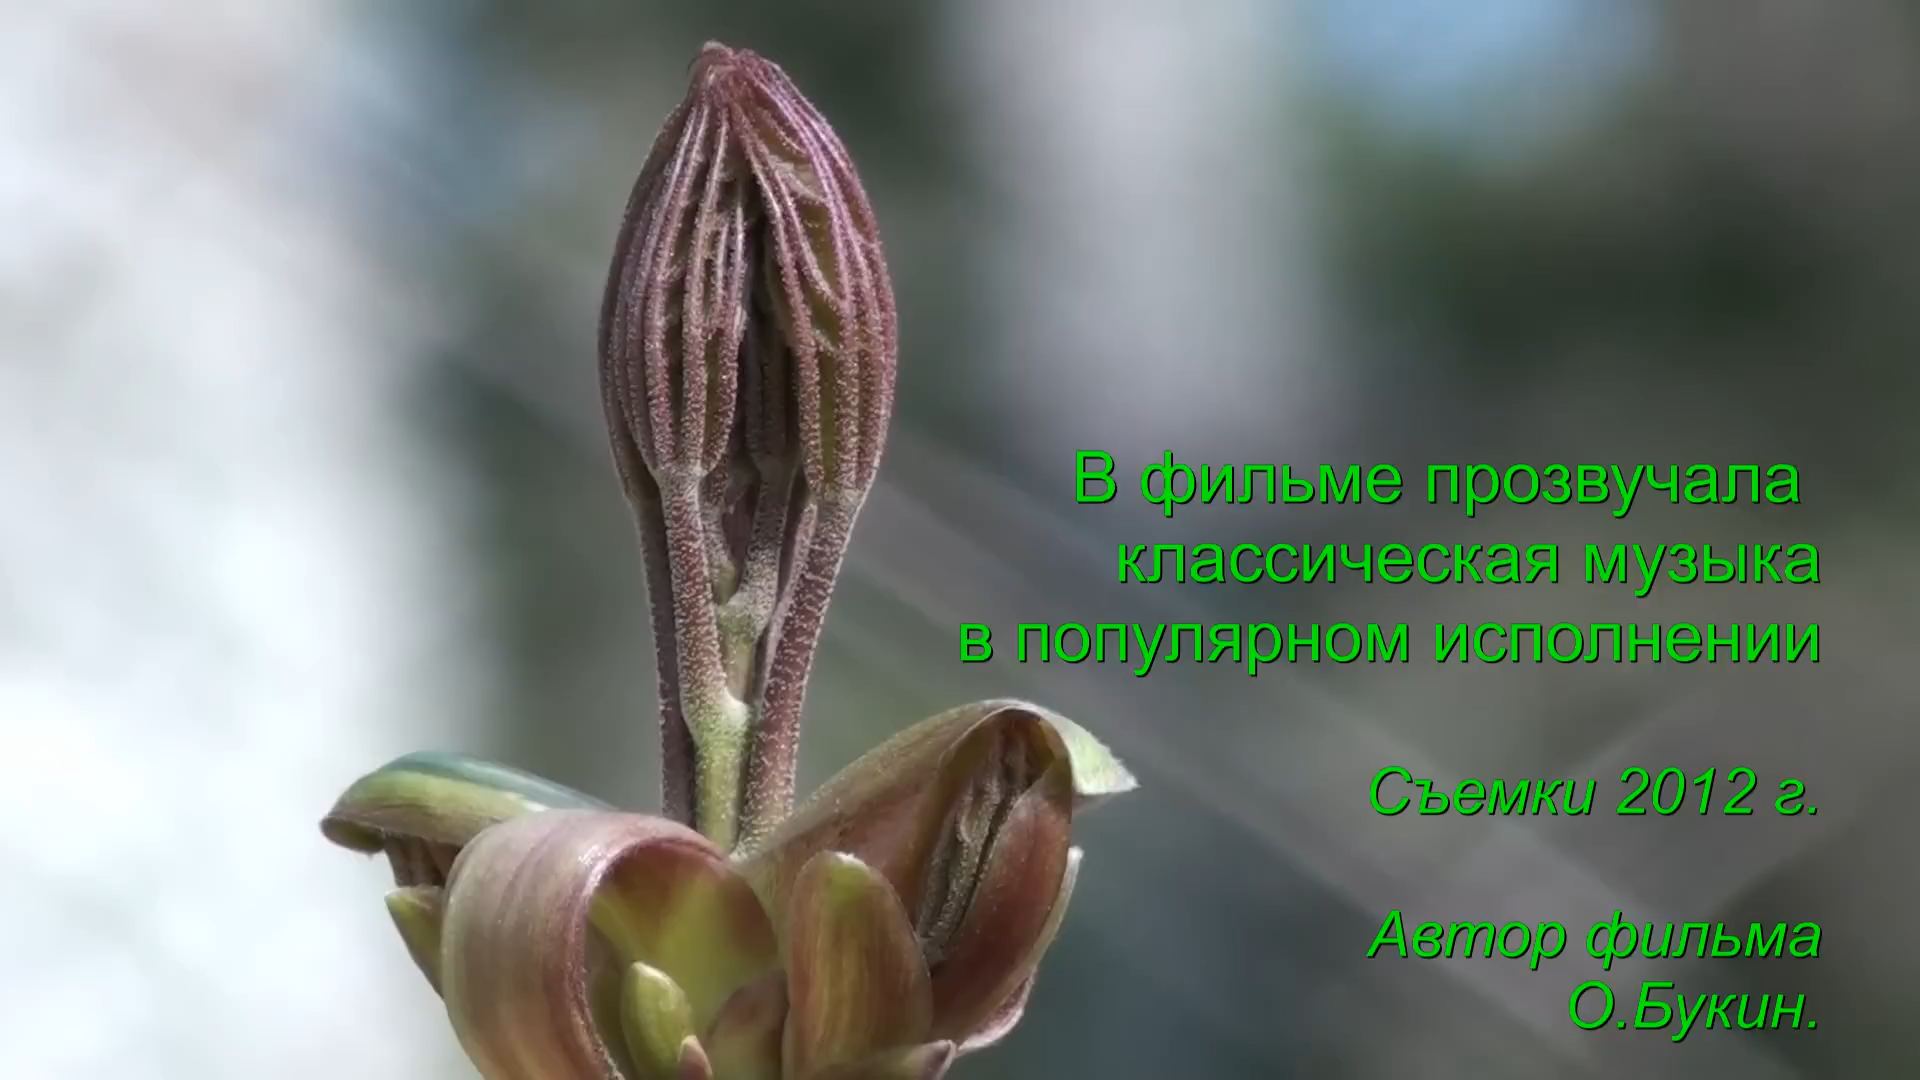 В фильме прозвучала
классическая музыка
в популярном исполнении
Съемки 2012 г.
Автор фильма
О.Букин.